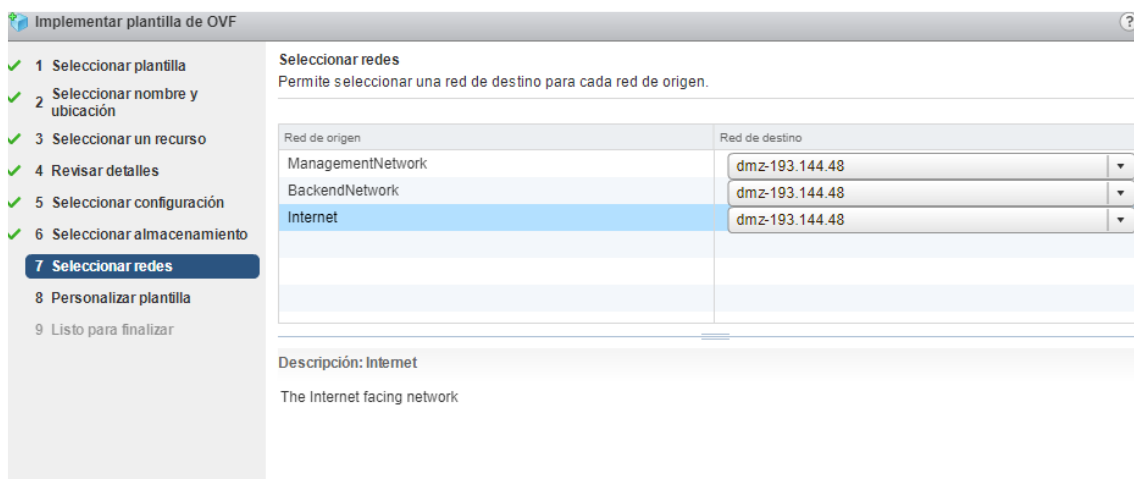 Implementar plantilla de OVF
?
1 Seleccionar plantilla
2 Seleccionar nombre y
ubicación
3 Seleccionar un recurso
4 Revisar detalles
5 Seleccionar configuración
6 Seleccionar almacenamiento
7 Seleccionar redes
8 Personalizar plantilla
9 Listo para finalizar
Seleccionar redes
Permite seleccionar una red de destino para cada red de origen.
Red de origen Red de destino
ManagementNetwork dmz-193.144.48
BackendNetwork dmz-193.144.48
Internet dmz-193.144.48
Descripción: Internet
The Internet facing network